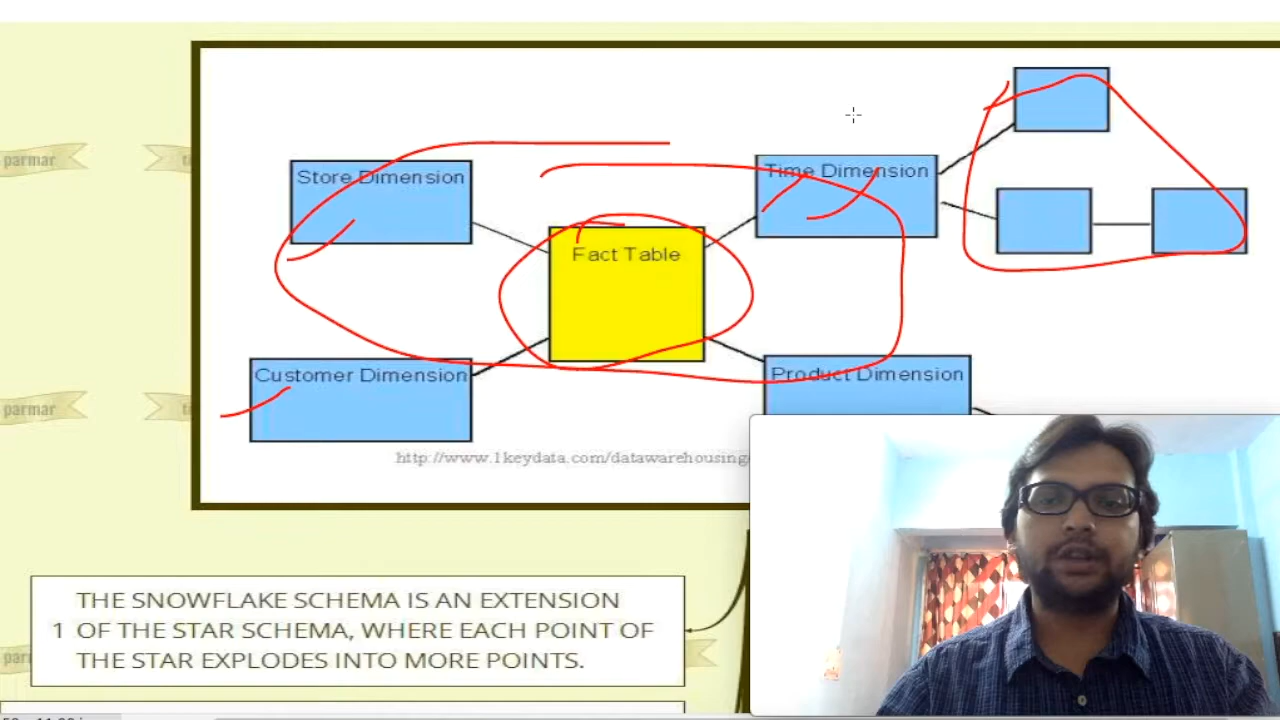 parmar
Store Dimension
Time Dimension
Fact Table
Customer Dimension
Product Dimension
parmar
http://www.1keydata.com/datawarehousing
THE SNOWFLAKE SCHEMA IS AN EXTENSION
1 OF THE STAR SCHEMA, WHERE EACH POINT OF
THE STAR EXPLODES INTO MORE POINTS.